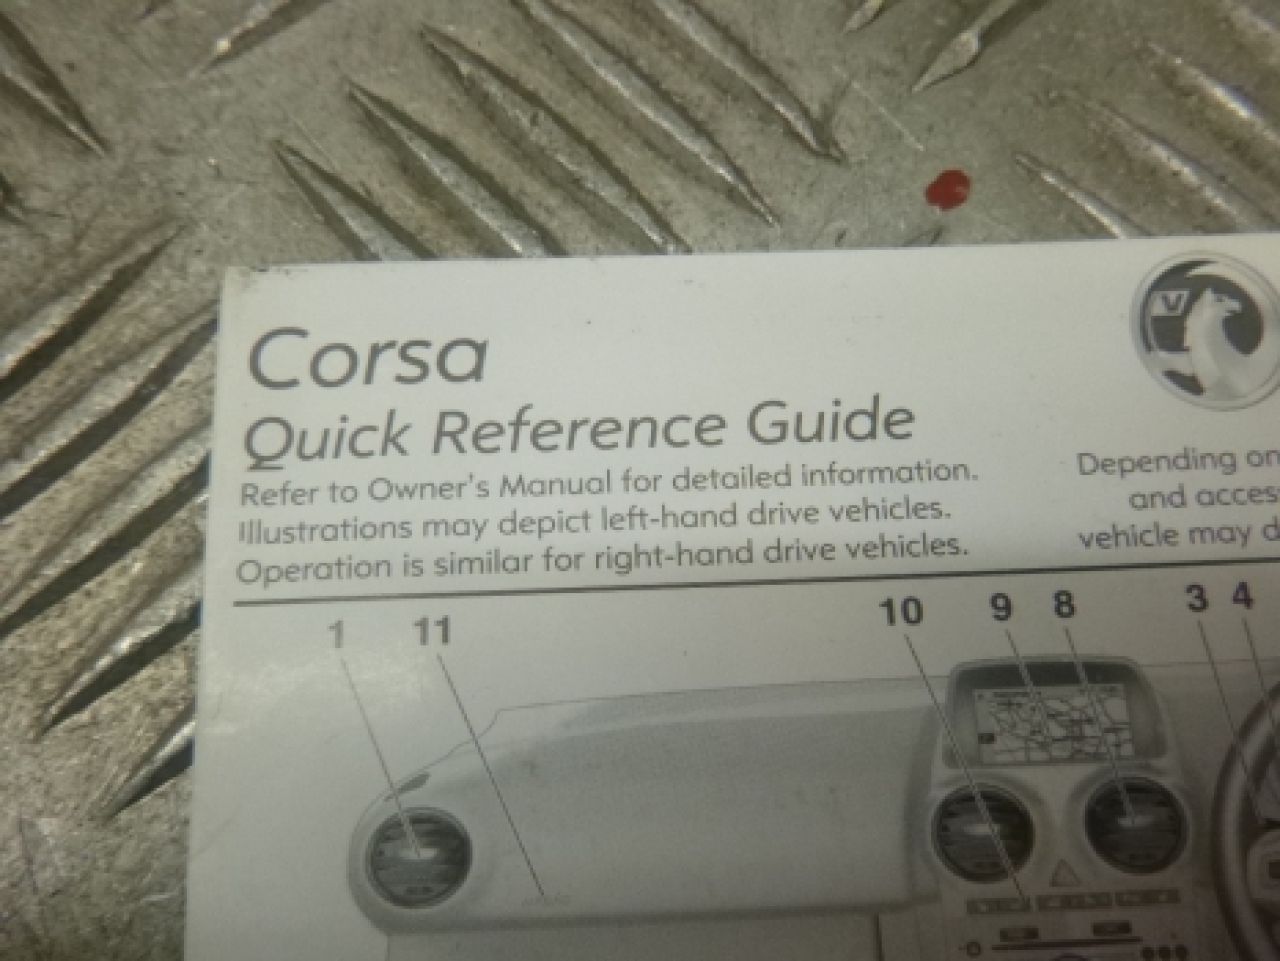 Corsa
Quick Reference Guide
Refer to Owner's Manual for detailed information.
Illustrations may depict left-hand drive vehicles.
Operation is similar for right-hand drive vehicles.
V
Depending on
and acces
vehicle may d
1 11 10 9 8 3 4